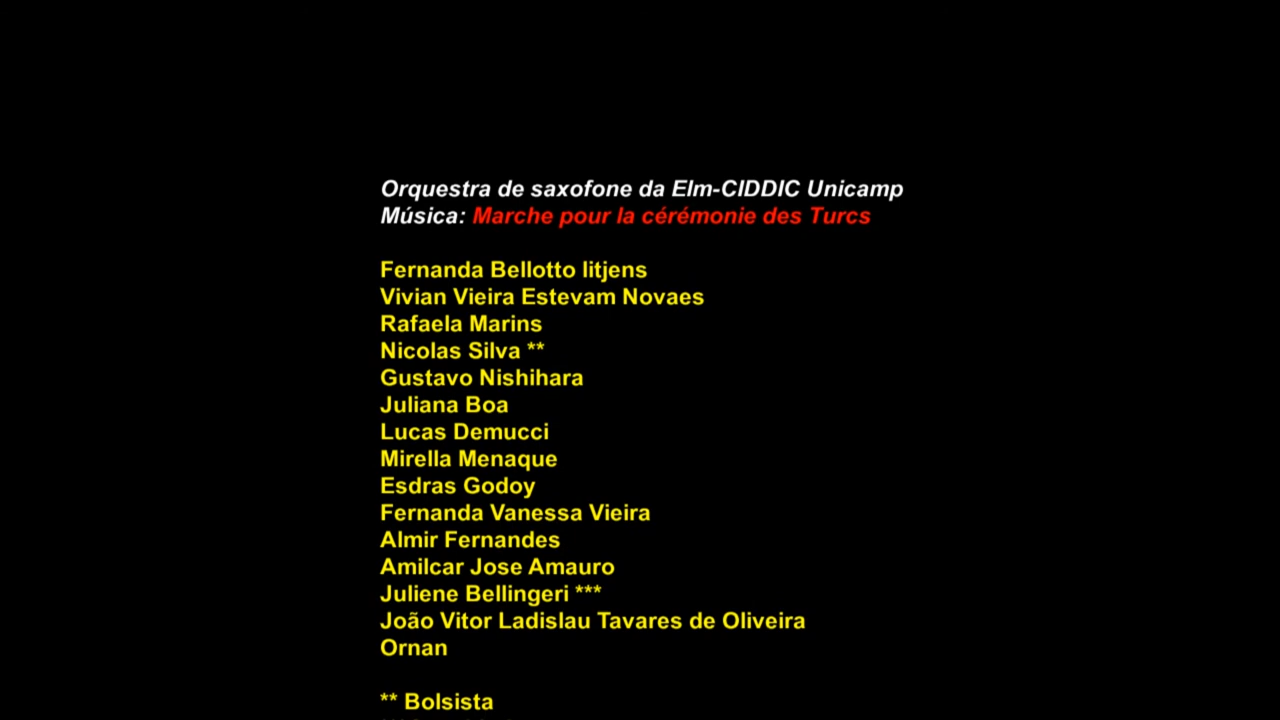 Orquestra de saxofone da Elm-CIDDIC Unicamp
Música: Marche pour la cérémonie des Turcs
Fernanda Bellotto litjens
Vivian Vieira Estevam Novaes
Rafaela Marins
Nicolas Silva **
Gustavo Nishihara
Juliana Boa
Lucas Demucci
Mirella Menaque
Esdras Godoy
Fernanda Vanessa Vieira
Almir Fernandes
Amilcar Jose Amauro
Juliene Bellingeri ***
João Vitor Ladislau Tavares de Oliveira
Ornan
** Bolsista